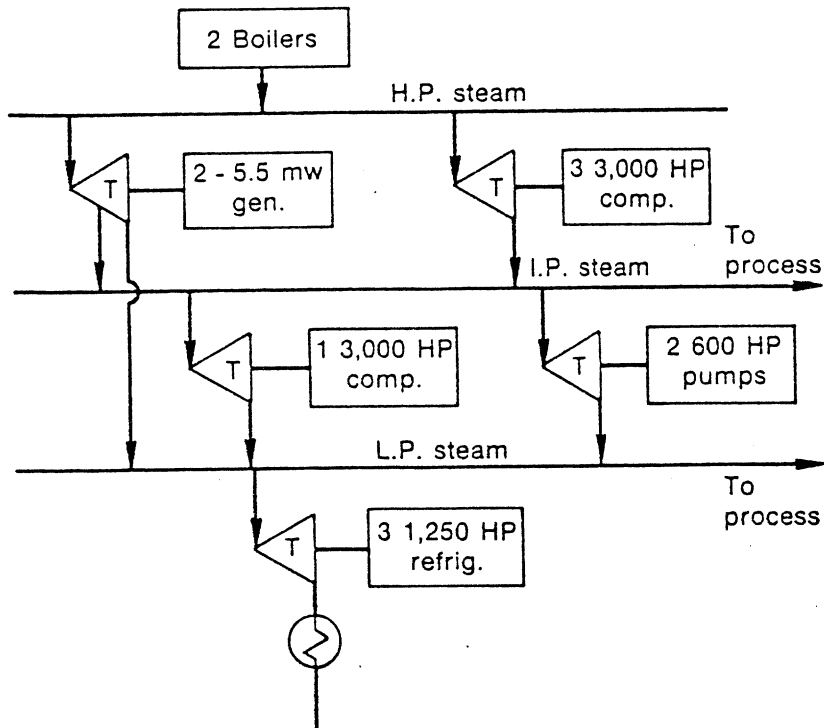 2 Boilers
H.P. steam
T
2 - 5.5 mw
gen.
T
3 3,000 HP
comp.
To
process
I.P. steam
T
1 3,000 HP
comp.
T
2 600 HP
pumps
L.P. steam
To
process
T
3 1,250 HP
refrig.